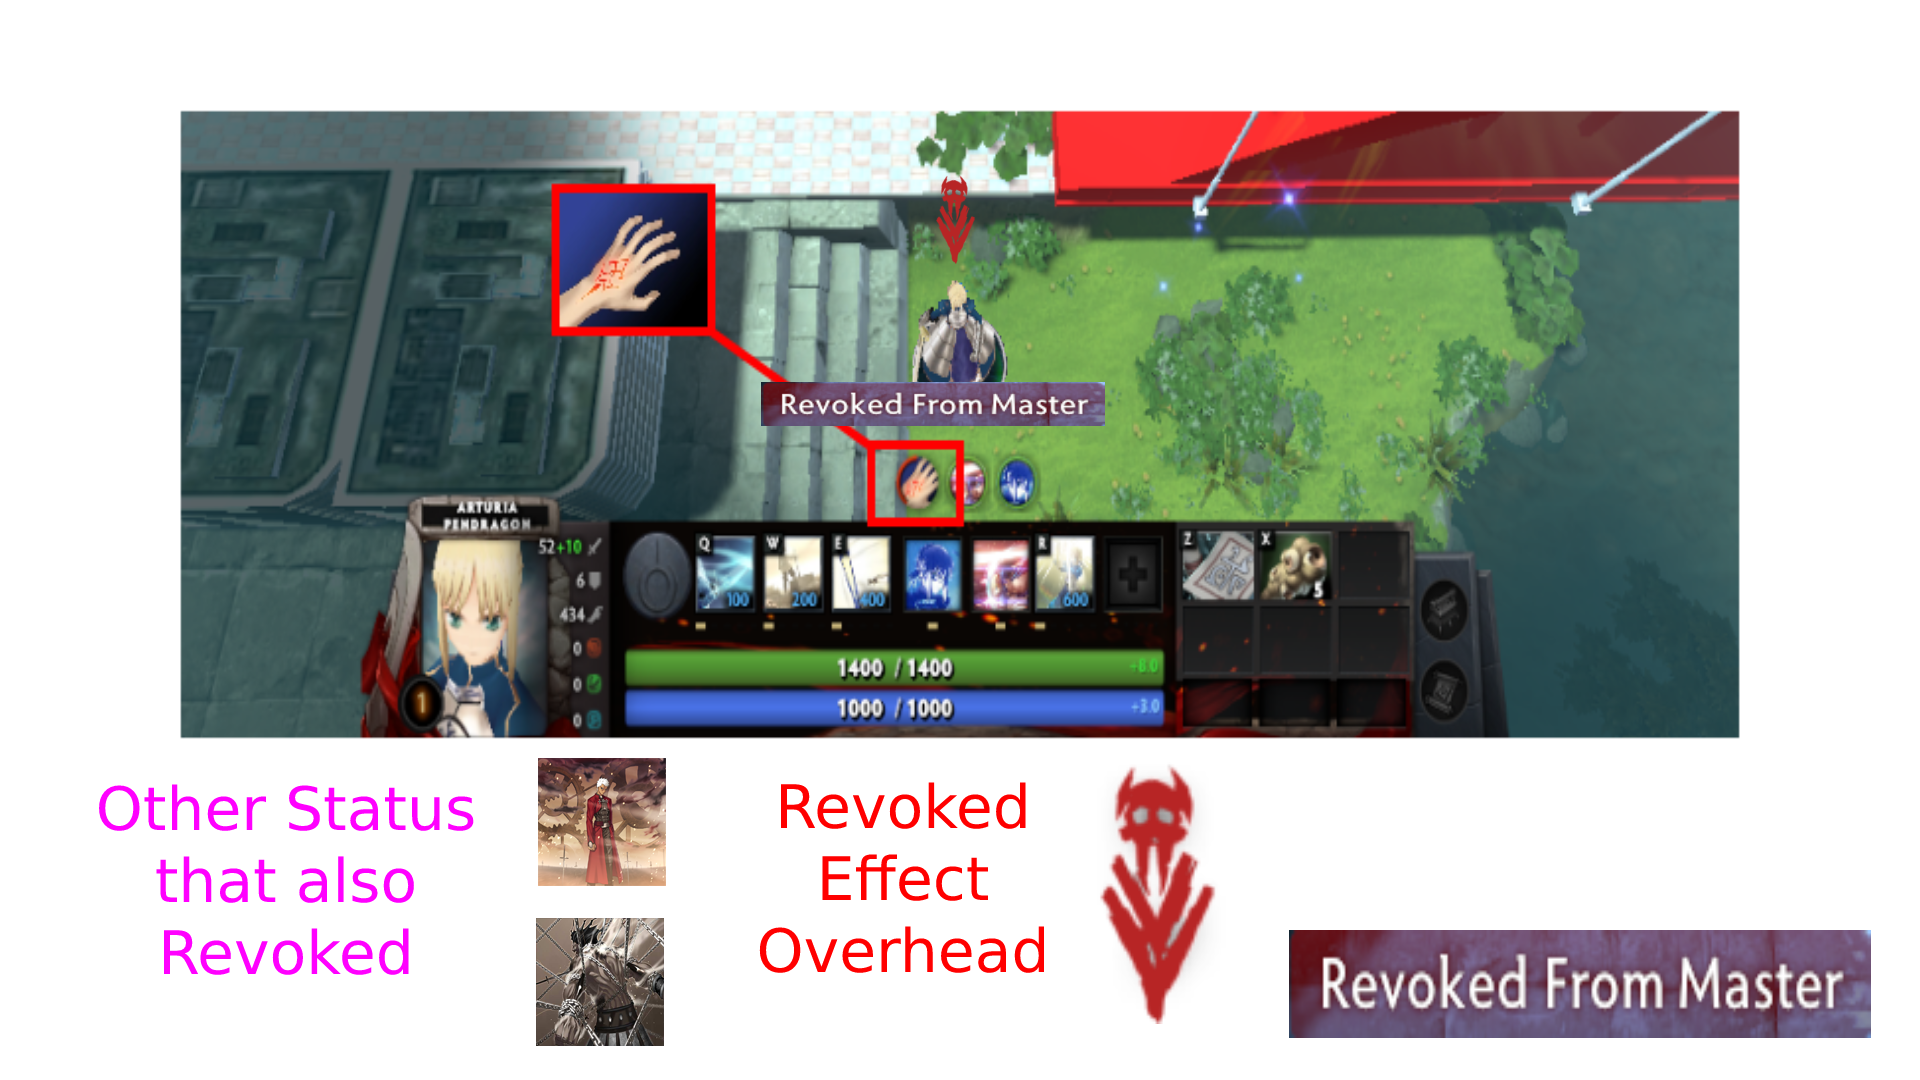 Revoked From Master
ARTURIA
PENDRAGON
52+10
6
434
0
0
0
1
Q
100
W
200
E
400
R
600
Z
X
5
1400 / 1400
+8.0
1000 / 1000
+3.0
Other Status
that also
Revoked
Revoked
Effect
Overhead
Revoked From Master